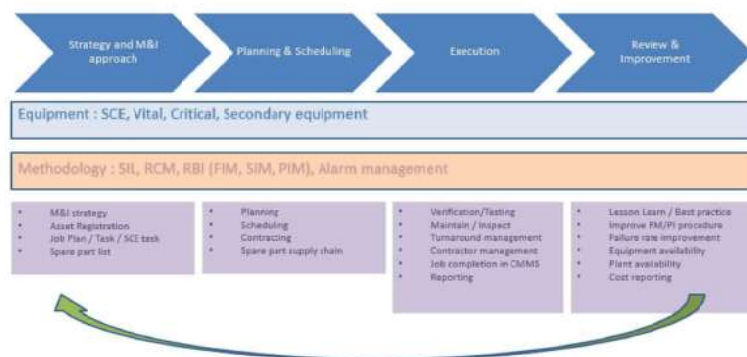 Strategy and M&I
approach
Planning & Scheduling
Execution
Review &
Improvement
Equipment : SCE, Vital, Critical, Secondary equipment
Methodology : SIL, RCM, RBI (FIM, SIM, PIM), Alarm management
M&I strategy
Asset Registration
Job Plan / Task / SCE task
Spare part list
Planning
Scheduling
Contracting
Spare part supply chain
Verification/Testing
Maintain / Inspect
Turnaround management
Contractor management
Job completion in CMMS
Reporting
Lesson Learn / Best practice
Improve PM/PI procedure
Failure rate improvement
Equipment availability
Plant availability
Cost reporting